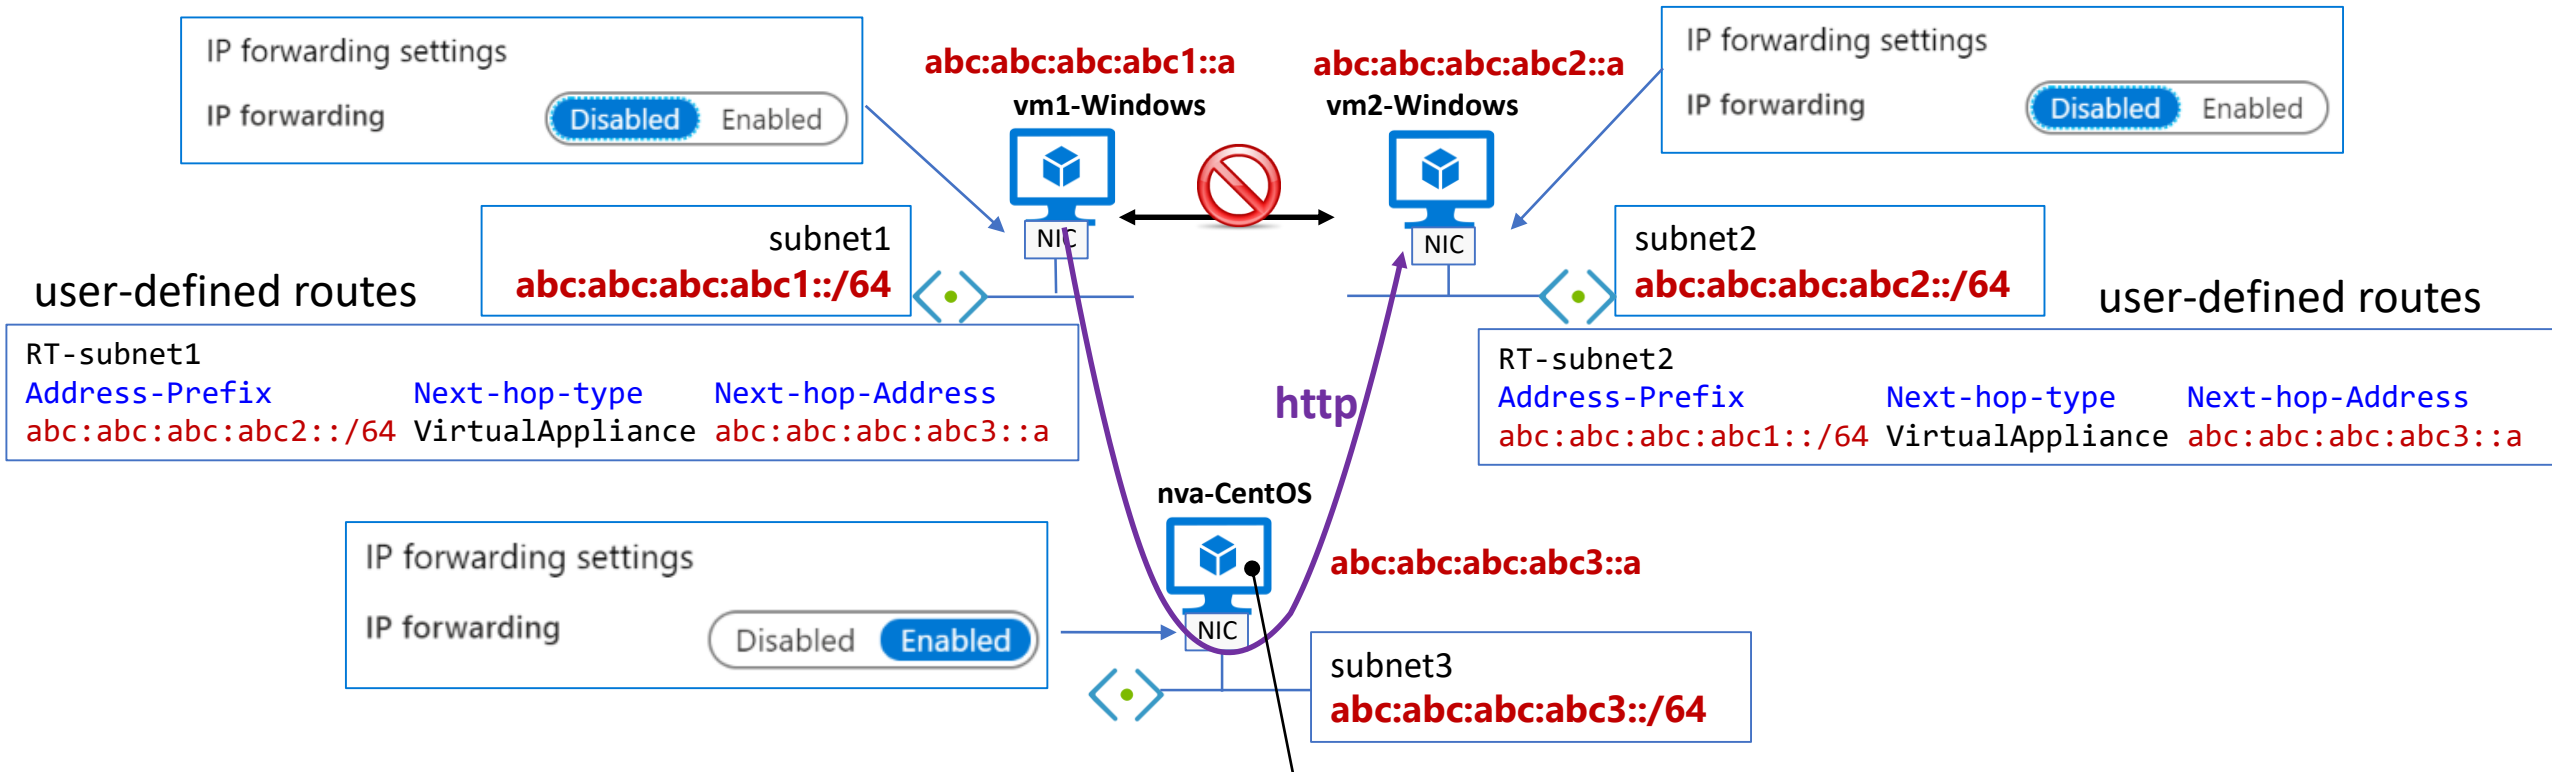 IP forwarding settings
IP forwarding
Disabled Enabled
abc:abc:abc:abc1::a
vm1-Windows
abc:abc:abc:abc2::a
vm2-Windows
IP forwarding settings
IP forwarding
Disabled Enabled
NIC
NIC
subnet1
abc:abc:abc:abc1::/64
subnet2
abc:abc:abc:abc2::/64
user-defined routes
user-defined routes
RT-subnet1
Address-Prefix Next-hop-type Next-hop-Address
abc:abc:abc:abc2::/64 VirtualAppliance abc:abc:abc:abc3::a
http
RT-subnet2
Address-Prefix Next-hop-type Next-hop-Address
abc:abc:abc:abc1::/64 VirtualAppliance abc:abc:abc:abc3::a
nva-CentOS
abc:abc:abc:abc3::a
IP forwarding settings
IP forwarding
Disabled Enabled
NIC
subnet3
abc:abc:abc:abc3::/64